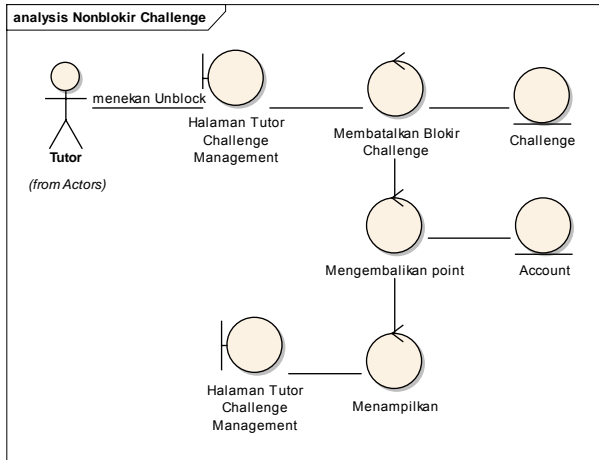 analysis Nonblokir Challenge
menekan Unblock
Tutor
(from Actors)
Halaman Tutor
Challenge
Management
Membatalkan Blokir
Challenge
Challenge
Mengembalikan point
Account
Halaman Tutor
Challenge
Management
Menampilkan